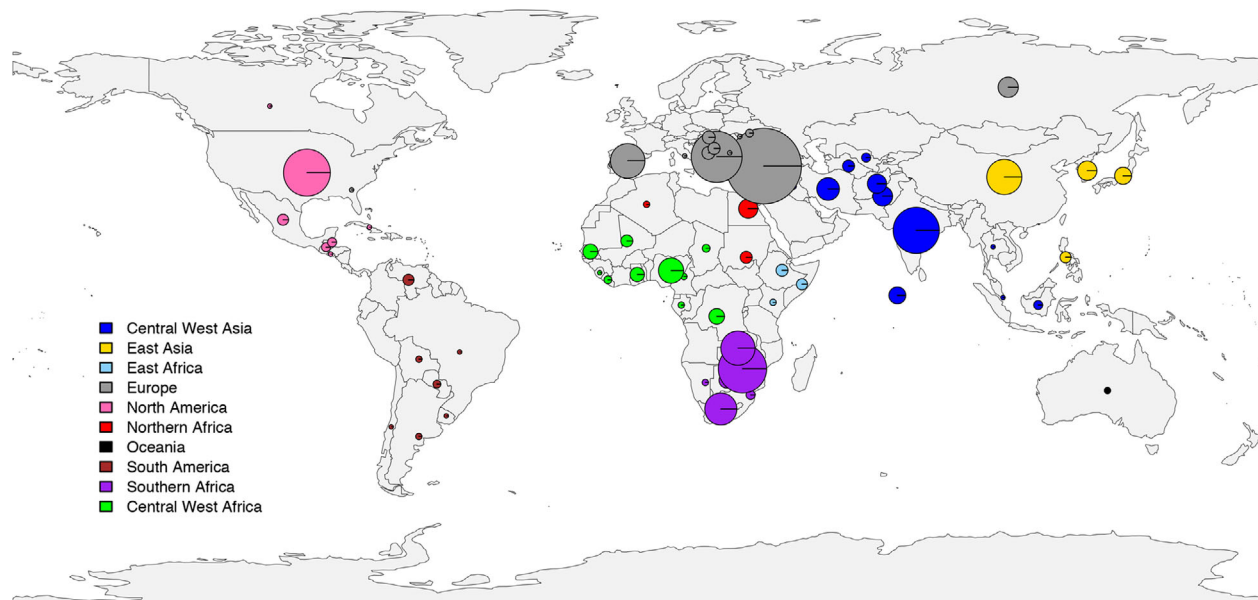 Central West Asia
East Asia
East Africa
Europe
North America
Northern Africa
Oceania
South America
Southern Africa
Central West Africa